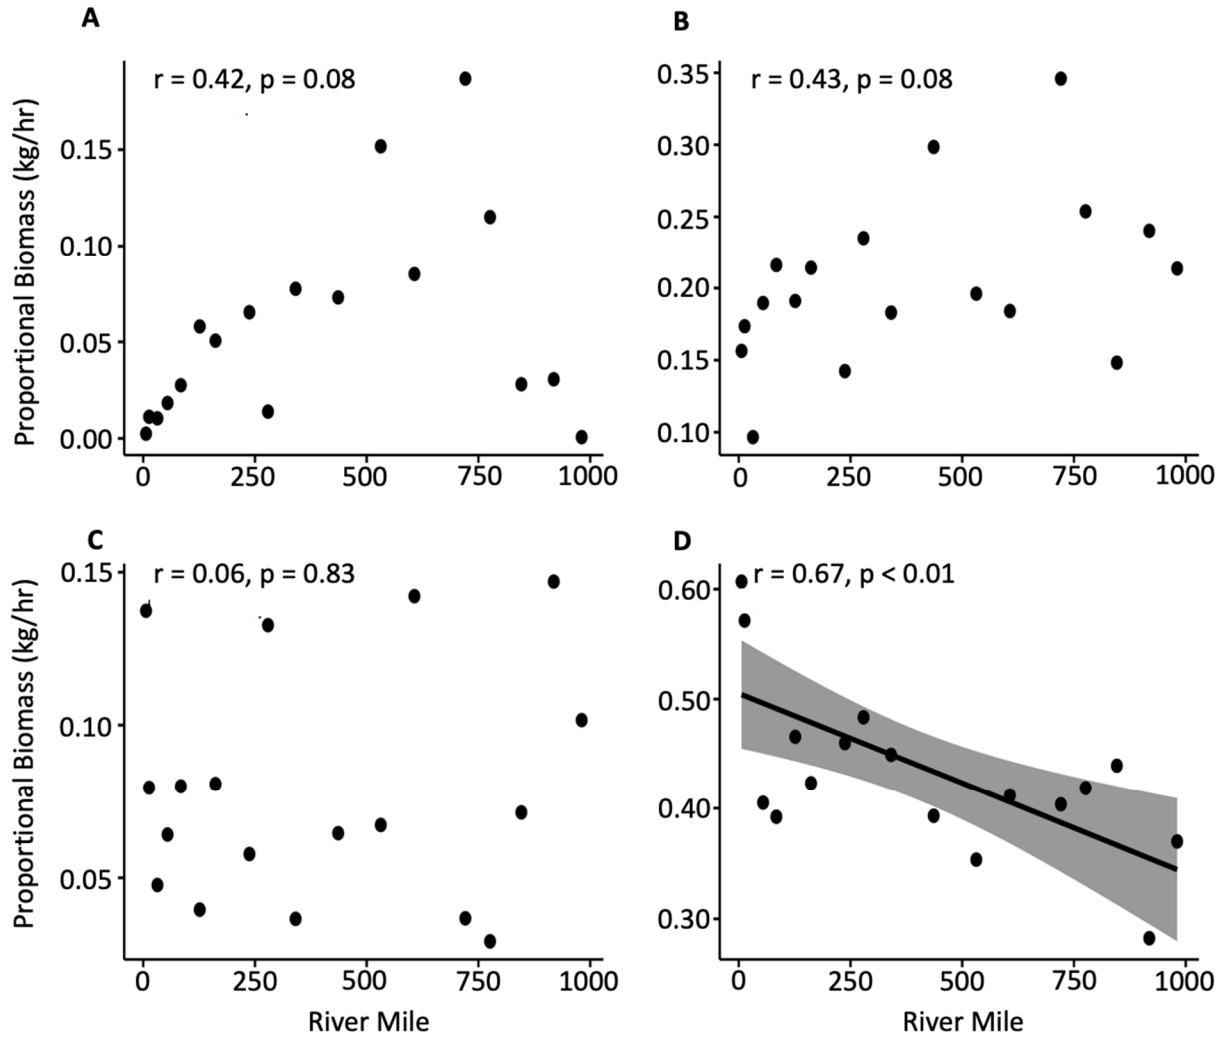 A
r = 0.42, p = 0.08
Proportional Biomass (kg/hr)
0.15
0.10
0.05
0.00
0 250 500 750 1000
B
r = 0.43, p = 0.08
0.35
0.30
0.25
0.20
0.15
0.10
0 250 500 750 1000
C
r = 0.06, p = 0.83
Proportional Biomass (kg/hr)
0.15
0.10
0.05
0 250 500 750 1000
River Mile
D
r = 0.67, p < 0.01
0.60
0.50
0.40
0.30
0 250 500 750 1000
River Mile